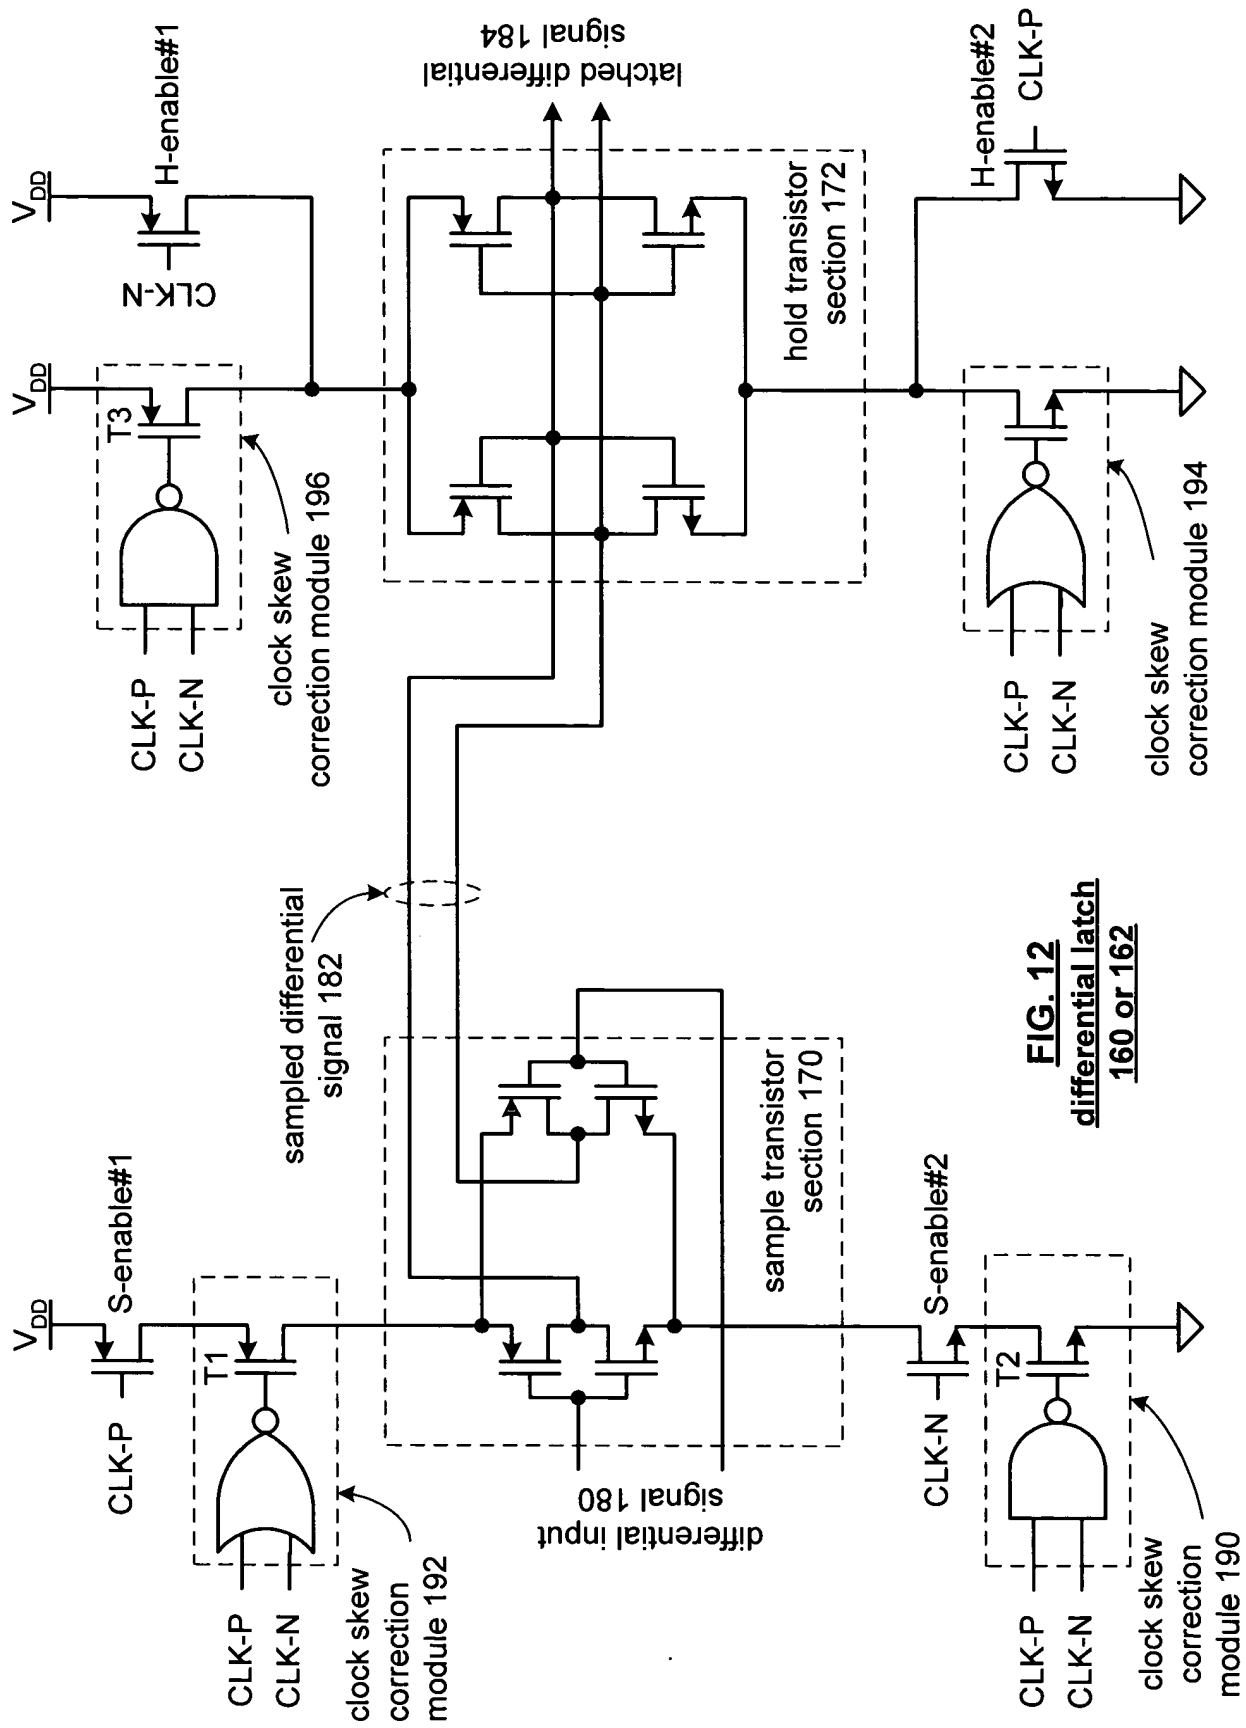 V_DD
S-enable#1
CLK-P
T1
CLK-P
CLK-N
clock skew
correction
module 192
sampled differential
signal 182
V_DD
T3
CLK-P
CLK-N
clock skew
correction module 196
V_DD
H-enable#1
CLK-N
differential input
signal 180
sample transistor
section 170
hold transistor
section 172
latched differential
signal 184
S-enable#2
CLK-N
T2
CLK-P
CLK-N
clock skew
correction
module 190
CLK-P
CLK-N
clock skew
correction module 194
H-enable#2
CLK-P
FIG. 12
differential latch
160 or 162